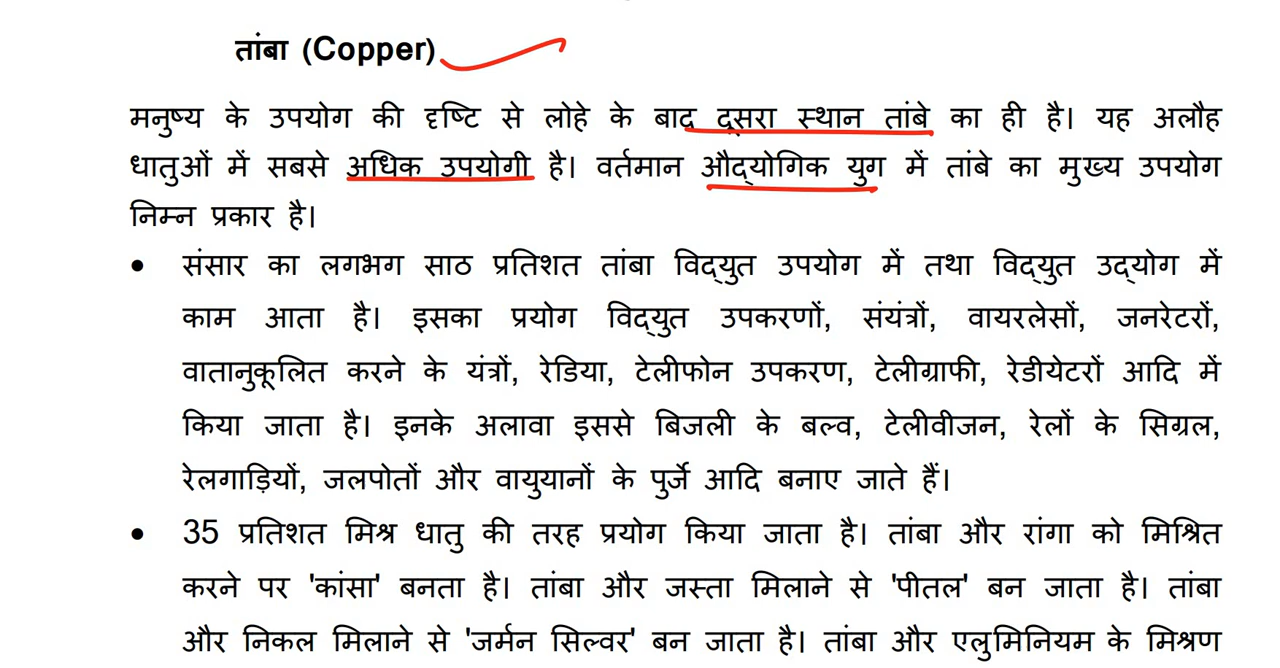 तांबा (Copper)
मनुष्य के उपयोग की दृष्टि से लोहे के बाद दूसरा स्थान तांबे का ही है। यह अलौह
धातुओं में सबसे अधिक उपयोगी है। वर्तमान औद्योगिक युग में तांबे का मुख्य उपयोग
निम्न प्रकार है।
• संसार का लगभग साठ प्रतिशत तांबा विद्युत उपयोग में तथा विद्युत उद्योग में
काम आता है। इसका प्रयोग विद्युत उपकरणों, संयंत्रों, वायरलेसों, जनरेटरों,
वातानुकूलित करने के यंत्रों, रेडिया, टेलीफोन उपकरण, टेलीग्राफी, रेडीयेटरों आदि में
किया जाता है। इनके अलावा इससे बिजली के बल्व, टेलीवीजन, रेलों के सिग्रल,
रेलगाड़ियों, जलपोतों और वायुयानों के पुर्जे आदि बनाए जाते हैं।
• 35 प्रतिशत मिश्र धातु की तरह प्रयोग किया जाता है। तांबा और रांगा को मिश्रित
करने पर 'कांसा' बनता है। तांबा और जस्ता मिलाने से 'पीतल' बन जाता है। तांबा
और निकल मिलाने से 'जर्मन सिल्वर' बन जाता है। तांबा और एलुमिनियम के मिश्रण